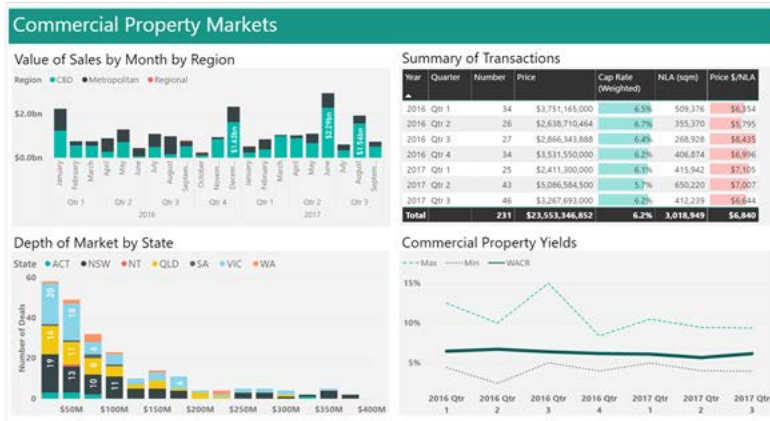 Commercial Property Markets
Value of Sales by Month by Region
Region CBD Metropolitan Regional
$2.0bn
$0.0bn
$1.63bn
$2.29bn
$1.56bn
January
February
March
April
May
June
July
August
Septem...
October
Novem...
Decem...
January
February
March
April
May
June
July
August
Septem...
Qtr 1 Qtr 2 Qtr 3 Qtr 4 Qtr 1 Qtr 2 Qtr 3
2016 2017
Summary of Transactions
Year Quarter Number Price Cap Rate (Weighted) NLA (sqm) Price $/NLA
2016 Qtr 1 34 $3,751,165,000 6.5% 509,376 $6,354
2016 Qtr 2 26 $2,638,710,464 6.7% 355,370 $5,795
2016 Qtr 3 27 $2,866,343,888 6.4% 268,928 $8,435
2016 Qtr 4 34 $3,531,550,000 6.2% 406,874 $6,996
2017 Qtr 1 25 $2,411,300,000 6.1% 415,942 $7,105
2017 Qtr 2 43 $5,086,584,500 5.7% 650,220 $7,007
2017 Qtr 3 46 $3,267,693,000 6.2% 412,239 $6,644
Total 231 $23,553,346,852 6.2% 3,018,949 $6,840
Depth of Market by State
State ACT NSW NT QLD SA VIC WA
Number of Deals
60
40
20
0
20
14
19
18
11
13
6
8
10
11
6
$50M $100M $150M $200M $250M $300M $350M $400M
Commercial Property Yields
Max Min WACR
15%
10%
5%
2016 Qtr 2016 Qtr 2016 Qtr 2016 Qtr 2017 Qtr 2017 Qtr 2017 Qtr
1 2 3 4 1 2 3